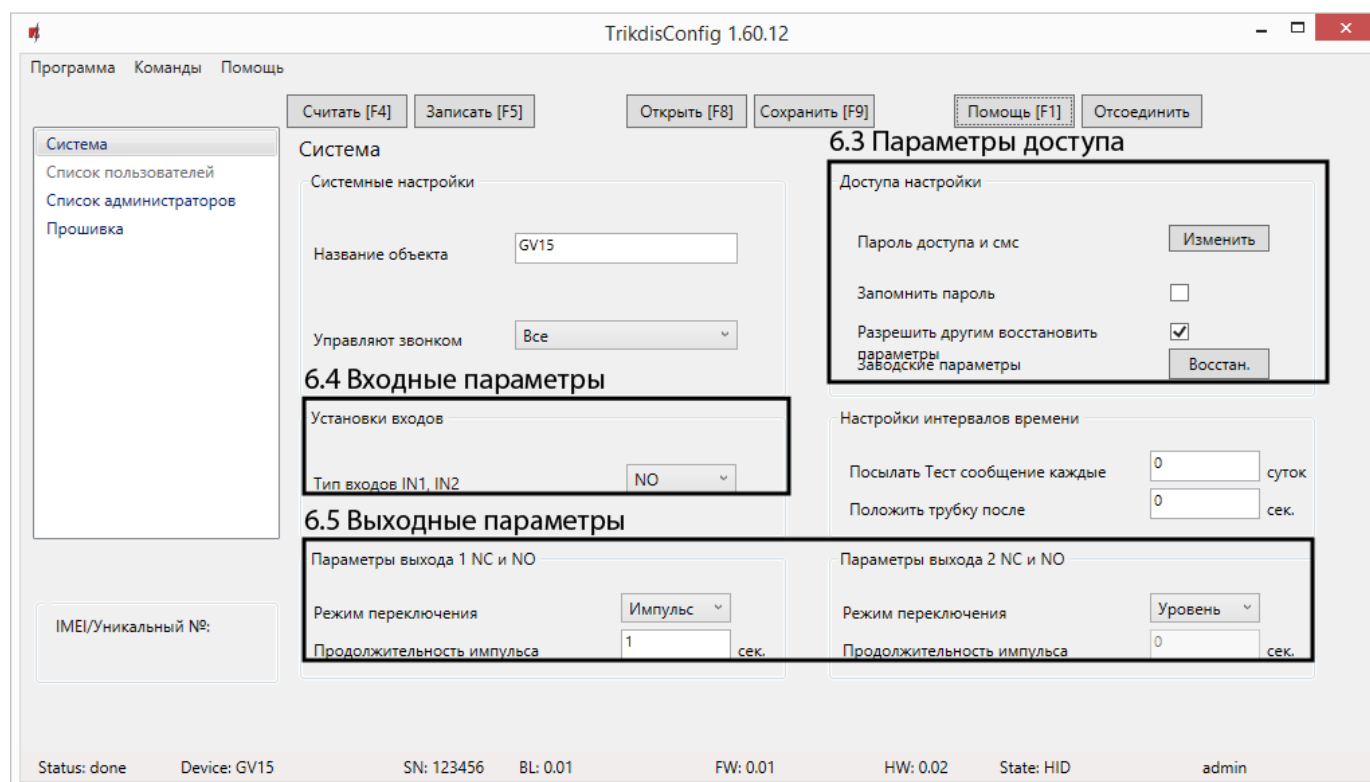 TrikdisConfig 1.60.12
Программа Команды Помощь
Считать [F4] Записать [F5] Открыть [F8] Сохранить [F9] Помощь [F1] Отсоединить
Система
Список пользователей
Список администраторов
Прошивка
Система
6.3 Параметры доступа
Системные настройки
Название объекта GV15
Управляют звонком Все
Доступа настройки
Пароль доступа и смс Изменить
Запомнить пароль
Разрешить другим восстановить
параметры
Заводские параметры Восстан.
6.4 Входные параметры
Установки входов
Тип входов IN1, IN2 NO
Настройки интервалов времени
Посылать Тест сообщение каждые 0 суток
Положить трубку после 0 сек.
6.5 Выходные параметры
Параметры выхода 1 NC и NO
Режим переключения Импульс
Продолжительность импульса 1 сек.
Параметры выхода 2 NC и NO
Режим переключения Уровень
Продолжительность импульса 0 сек.
IMEI/Уникальный №:
Status: done Device: GV15 SN: 123456 BL: 0.01 FW: 0.01 HW: 0.02 State: HID admin